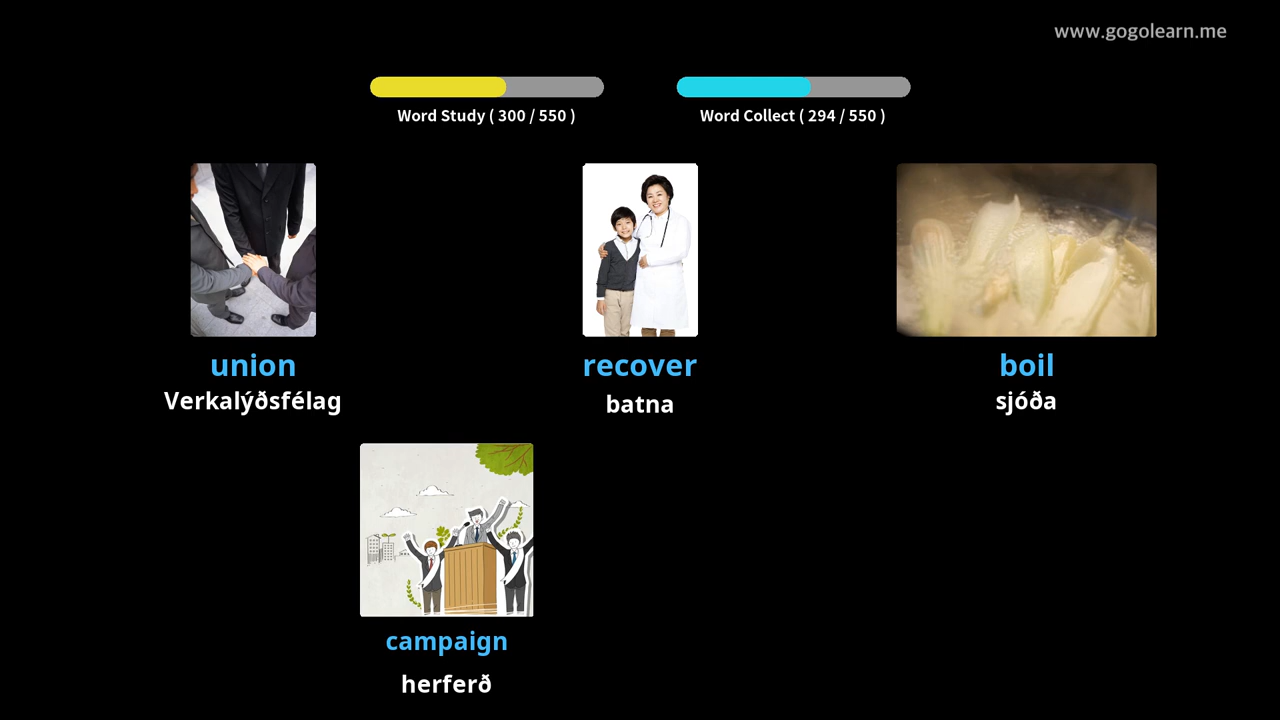 www.gogolearn.me
Word Study ( 300 / 550 )
Word Collect ( 294 / 550 )
union
Verkalýðsfélag
recover
batna
boil
sjóða
campaign
herferð